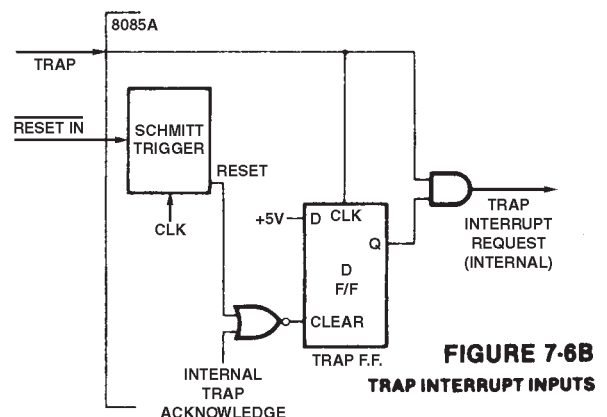 8085A
TRAP
RESET IN
SCHMITT
TRIGGER
RESET
CLK
+5V
D CLK
Q
D
F/F
CLEAR
TRAP F.F.
INTERNAL
TRAP
ACKNOWLEDGE
TRAP
INTERRUPT
REQUEST
(INTERNAL)
FIGURE 7-6B
TRAP INTERRUPT INPUTS